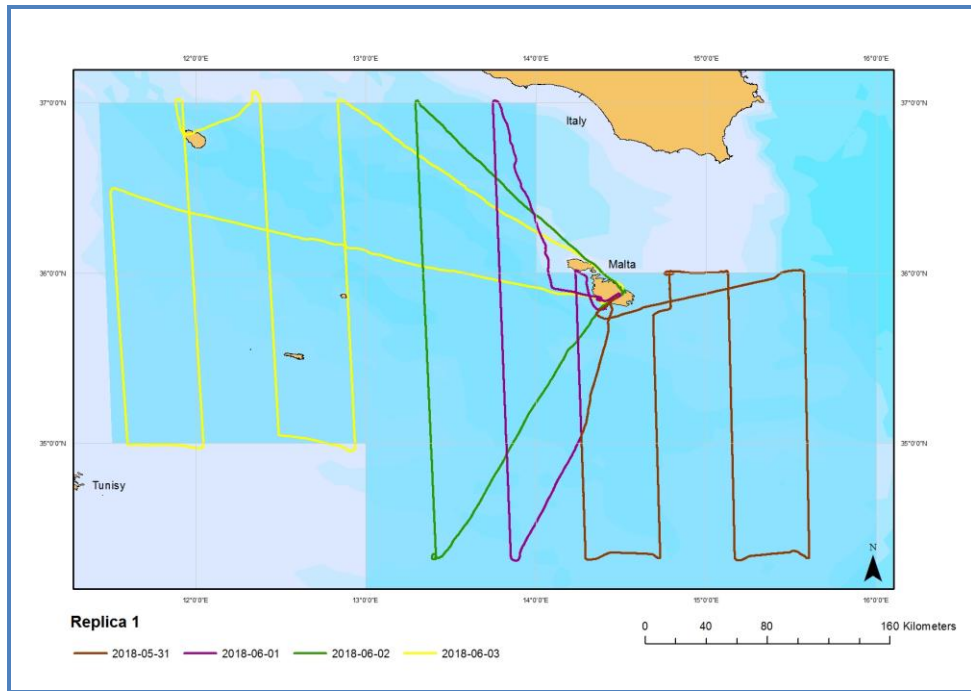 12°0'0"E 13°0'0"E 14°0'0"E 15°0'0"E 16°0'0"E
37°0'0"N 37°0'0"N
Italy
36°0'0"N Malta 36°0'0"N
35°0'0"N 35°0'0"N
Tunisy
N
12°0'0"E 13°0'0"E 14°0'0"E 15°0'0"E 16°0'0"E
Replica 1
0 40 80 160 Kilometers
2018-05-31 2018-06-01 2018-06-02 2018-06-03